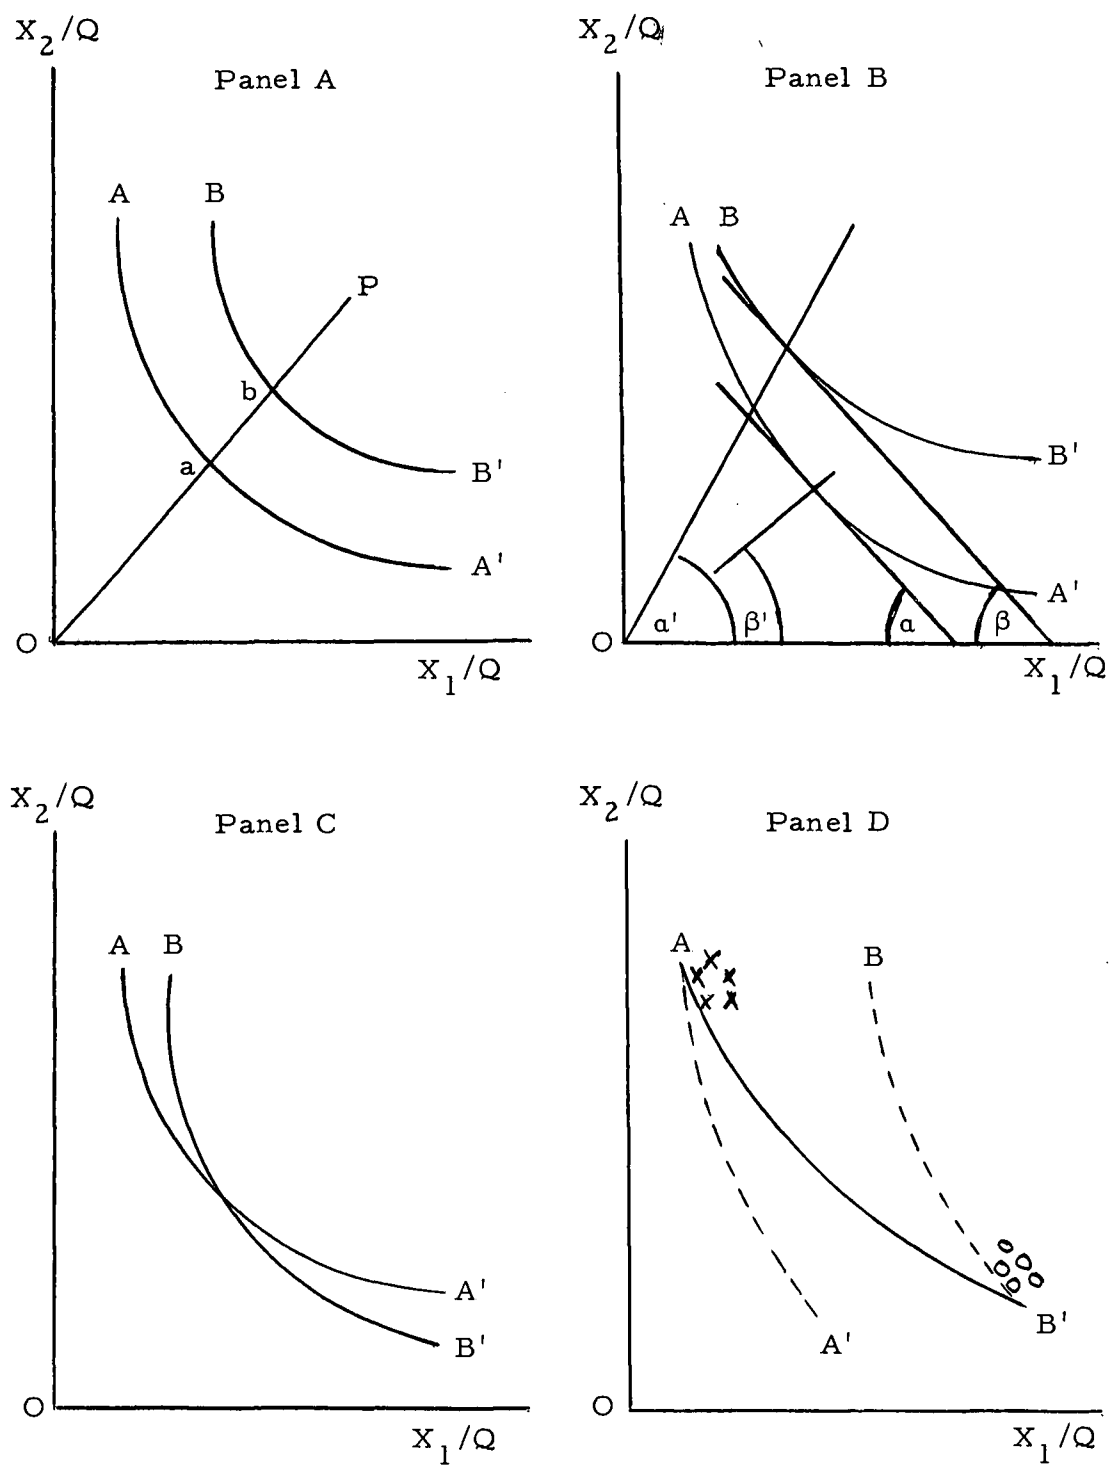 X₂/Q
Panel A
A
B
P
b
a
B'
A'
O
X₁/Q
X₂/Q
Panel B
A B
B'
A'
α' β' α β
O
X₁/Q
X₂/Q
Panel C
A B
A'
B'
O
X₁/Q
X₂/Q
Panel D
A
B
B'
A'
O
X₁/Q